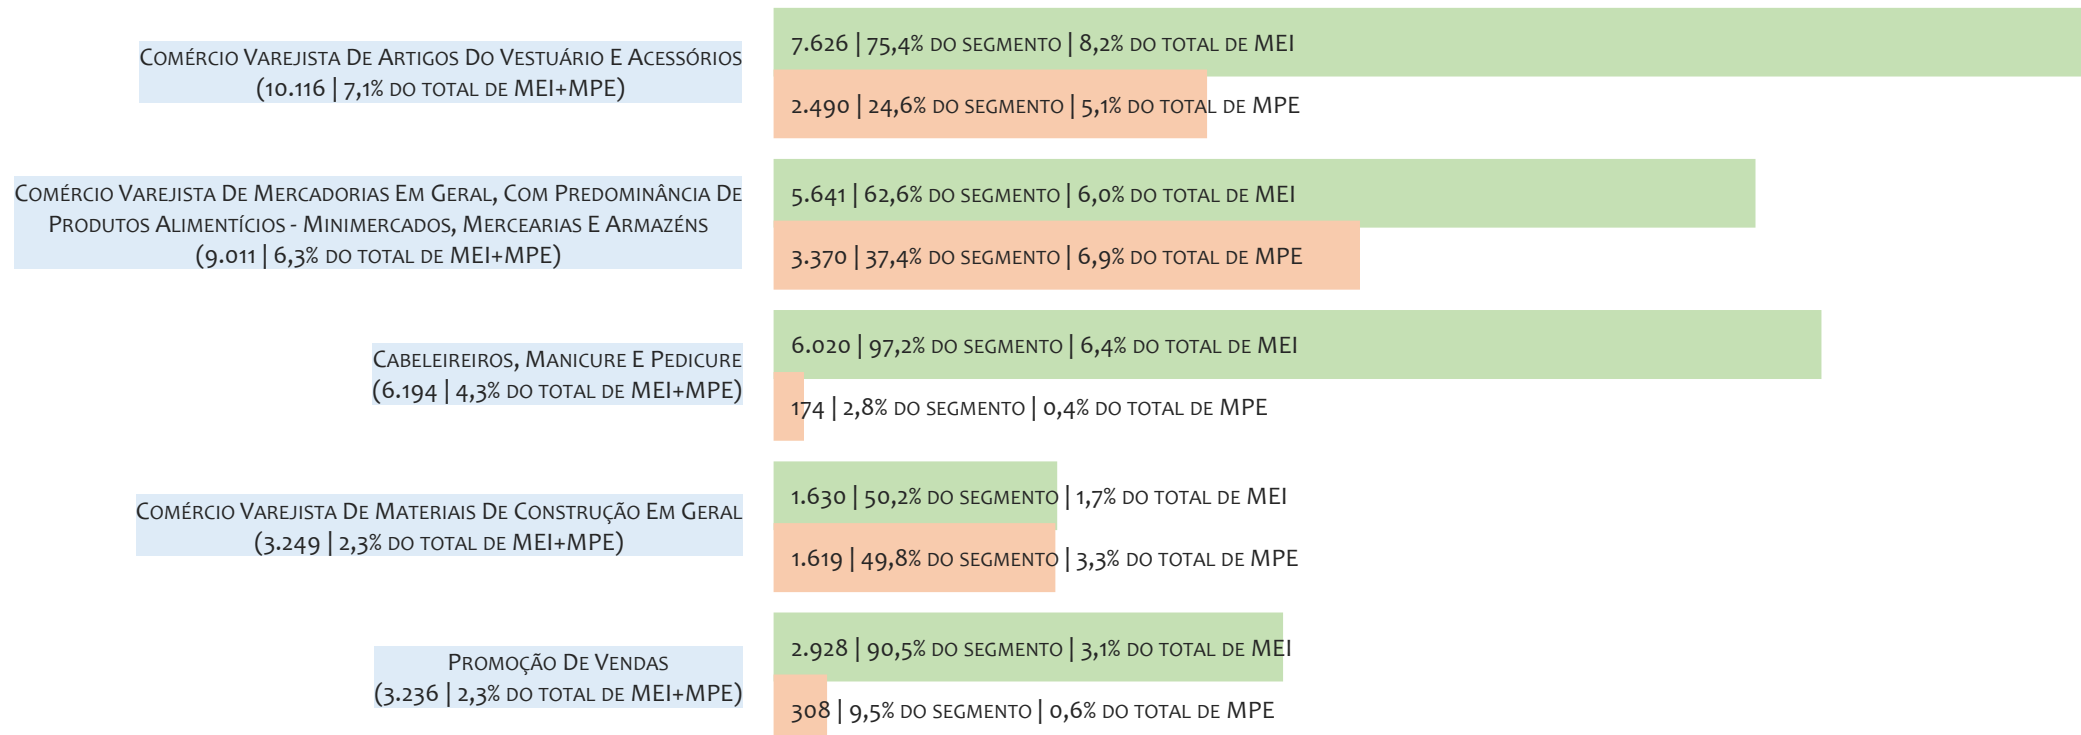 Comércio Varejista De Artigos Do Vestuário E Acessórios
(10.116 | 7,1% do total de MEI+MPE)
7.626 | 75,4% do segmento | 8,2% do total de MEI
2.490 | 24,6% do segmento | 5,1% do total de MPE
Comércio Varejista De Mercadorias Em Geral, Com Predominância De
Produtos Alimentícios - Minimercados, Mercearias E Armazéns
(9.011 | 6,3% do total de MEI+MPE)
5.641 | 62,6% do segmento | 6,0% do total de MEI
3.370 | 37,4% do segmento | 6,9% do total de MPE
Cabeleireiros, Manicure E Pedicure
(6.194 | 4,3% do total de MEI+MPE)
6.020 | 97,2% do segmento | 6,4% do total de MEI
174 | 2,8% do segmento | 0,4% do total de MPE
Comércio Varejista De Materiais De Construção Em Geral
(3.249 | 2,3% do total de MEI+MPE)
1.630 | 50,2% do segmento | 1,7% do total de MEI
1.619 | 49,8% do segmento | 3,3% do total de MPE
Promoção De Vendas
(3.236 | 2,3% do total de MEI+MPE)
2.928 | 90,5% do segmento | 3,1% do total de MEI
308 | 9,5% do segmento | 0,6% do total de MPE